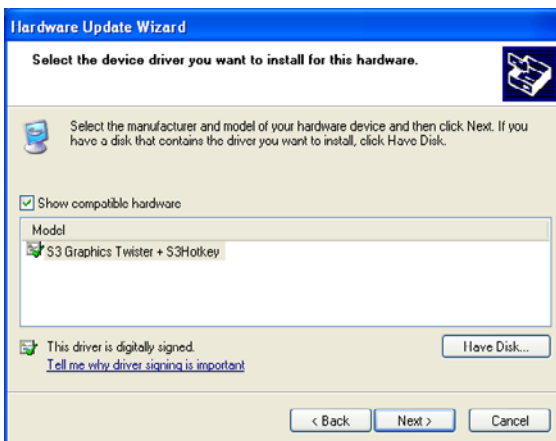 Hardware Update Wizard
Select the device driver you want to install for this hardware.
Select the manufacturer and model of your hardware device and then click Next. If you
have a disk that contains the driver you want to install, click Have Disk.
Show compatible hardware
Model
S3 Graphics Twister + S3Hotkey
This driver is digitally signed.
Have Disk...
Tell me why driver signing is important
< Back
Next >
Cancel